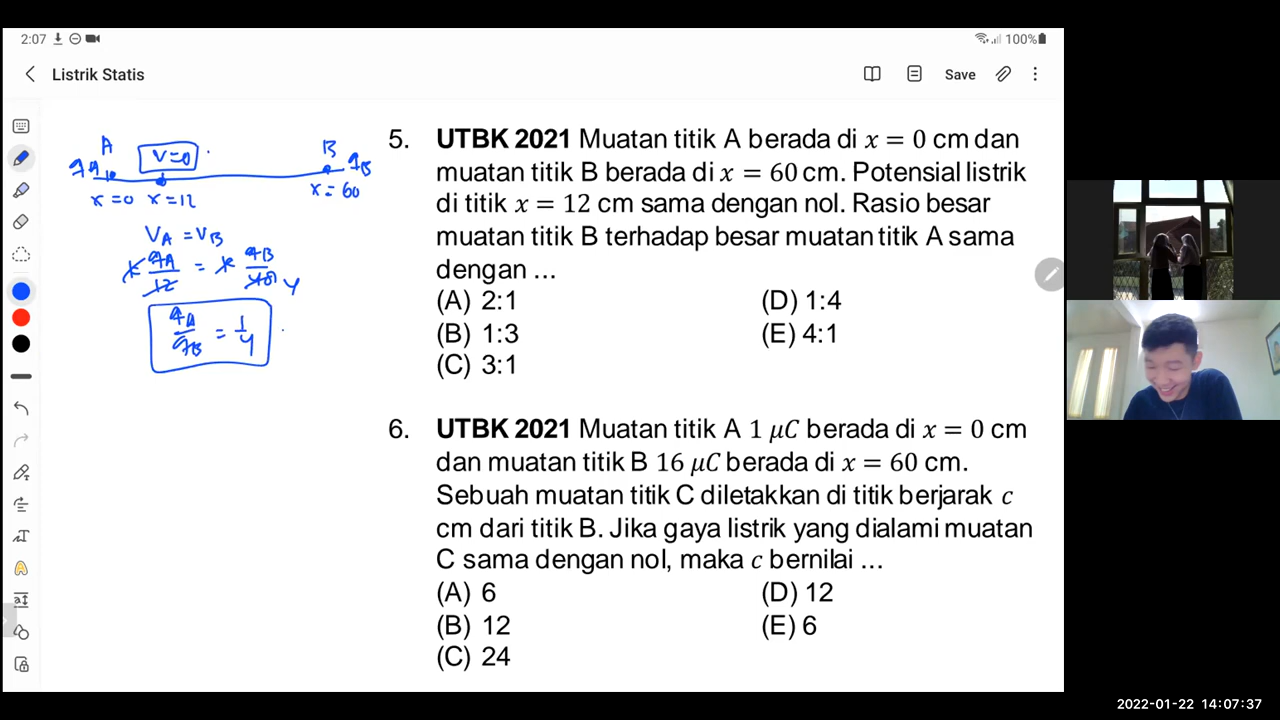 2:07
100%
Listrik Statis
Save
A
V=0
B
qA
qB
x=0 x=12
x=60
VA = VB
k qA/12 = k qB/48 4
qA/qB = 1/4
5. UTBK 2021 Muatan titik A berada di x = 0 cm dan
muatan titik B berada di x = 60 cm. Potensial listrik
di titik x = 12 cm sama dengan nol. Rasio besar
muatan titik B terhadap besar muatan titik A sama
dengan ...
(A) 2:1 (D) 1:4
(B) 1:3 (E) 4:1
(C) 3:1
6. UTBK 2021 Muatan titik A 1 μC berada di x = 0 cm
dan muatan titik B 16 μC berada di x = 60 cm.
Sebuah muatan titik C diletakkan di titik berjarak c
cm dari titik B. Jika gaya listrik yang dialami muatan
C sama dengan nol, maka c bernilai ...
(A) 6 (D) 12
(B) 12 (E) 6
(C) 24
2022-01-22 14:07:37